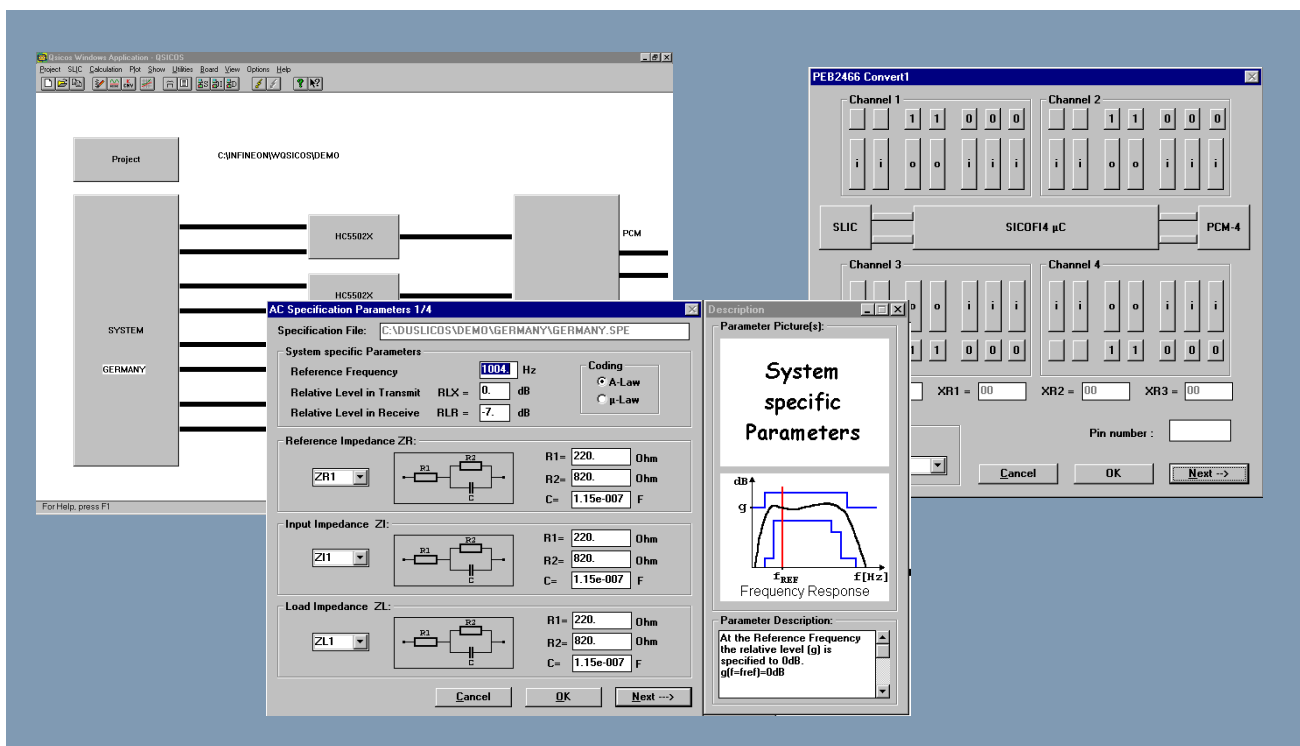 Qsicos Windows Application - QSICOS
Project SLIC Calculation Plot Show Utilities Board View Options Help
Project
C:\INFINEON\WQSICOS\DEMO
HC5502X
PCM
HC5502X
SYSTEM
GERMANY
For Help, press F1
AC Specification Parameters 1/4
Specification File: C:\DUSLICOS\DEMO\GERMANY\GERMANY.SPE
System specific Parameters
Reference Frequency 1004. Hz
Relative Level in Transmit RLX = 0. dB
Relative Level in Receive RLR = -7. dB
Coding
A-Law
µ-Law
Reference Impedance ZR:
ZR1
R1
R2
C
R1= 220. Ohm
R2= 820. Ohm
C= 1.15e-007 F
Input Impedance ZI:
ZI1
R1
R2
C
R1= 220. Ohm
R2= 820. Ohm
C= 1.15e-007 F
Load Impedance ZL:
ZL1
R1
R2
C
R1= 220. Ohm
R2= 820. Ohm
C= 1.15e-007 F
Cancel OK Next --->
Description
Parameter Picture(s):
System
specific
Parameters
dB
g
fREF f[Hz]
Frequency Response
Parameter Description:
At the Reference Frequency
the relative level (g) is
specified to 0dB.
g(f=fref)=0dB
PEB2466 Convert1
Channel 1 Channel 2
1 1 0 0 0 1 1 0 0 0
i i o o i i i i i o o i i i
SLIC SICOFI4 µC PCM-4
Channel 3 Channel 4
o o i i i i i o o i i i
1 1 0 0 0 1 1 0 0 0
XR1 = 00 XR2 = 00 XR3 = 00
Pin number :
Cancel OK Next -->